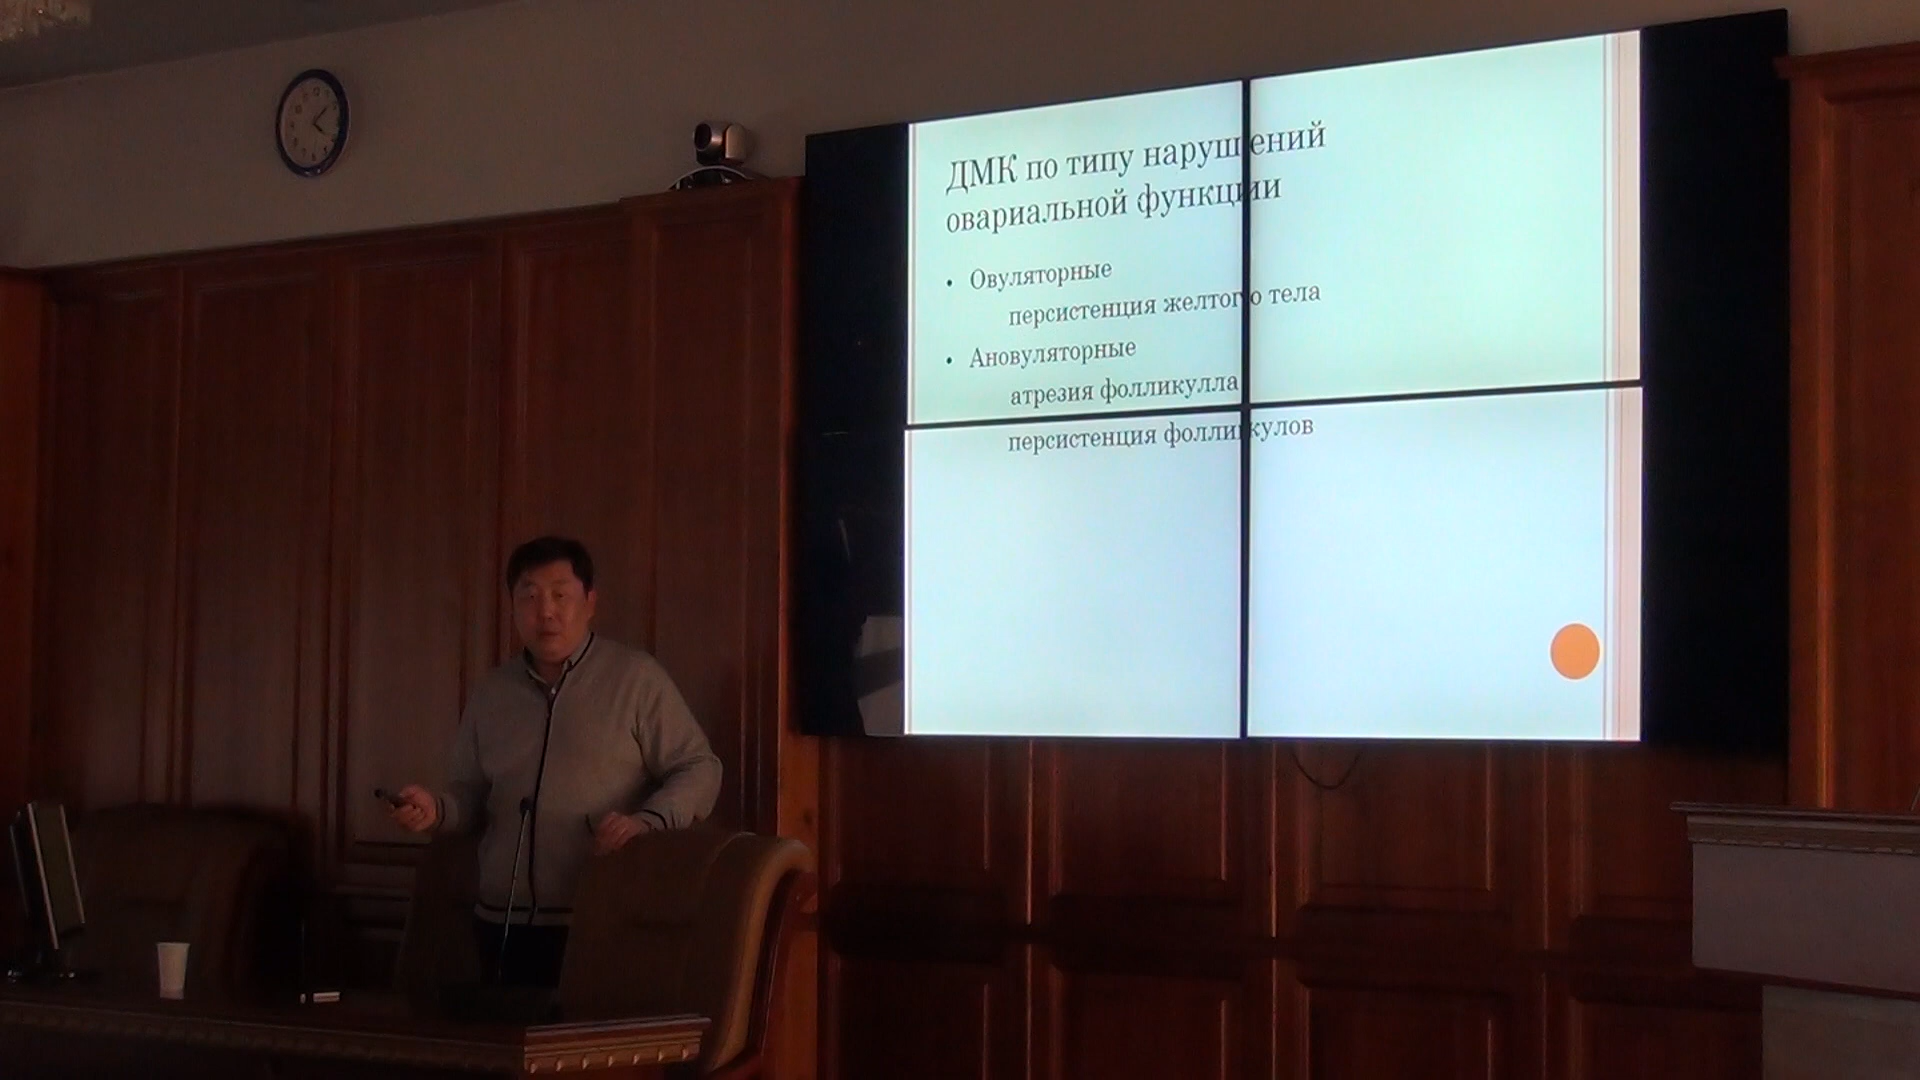 ДМК по типу нарушений
овариальной функции
• Овуляторные
персистенция желтого тела
• Ановуляторные
атрезия фолликулла
персистенция фолликулов